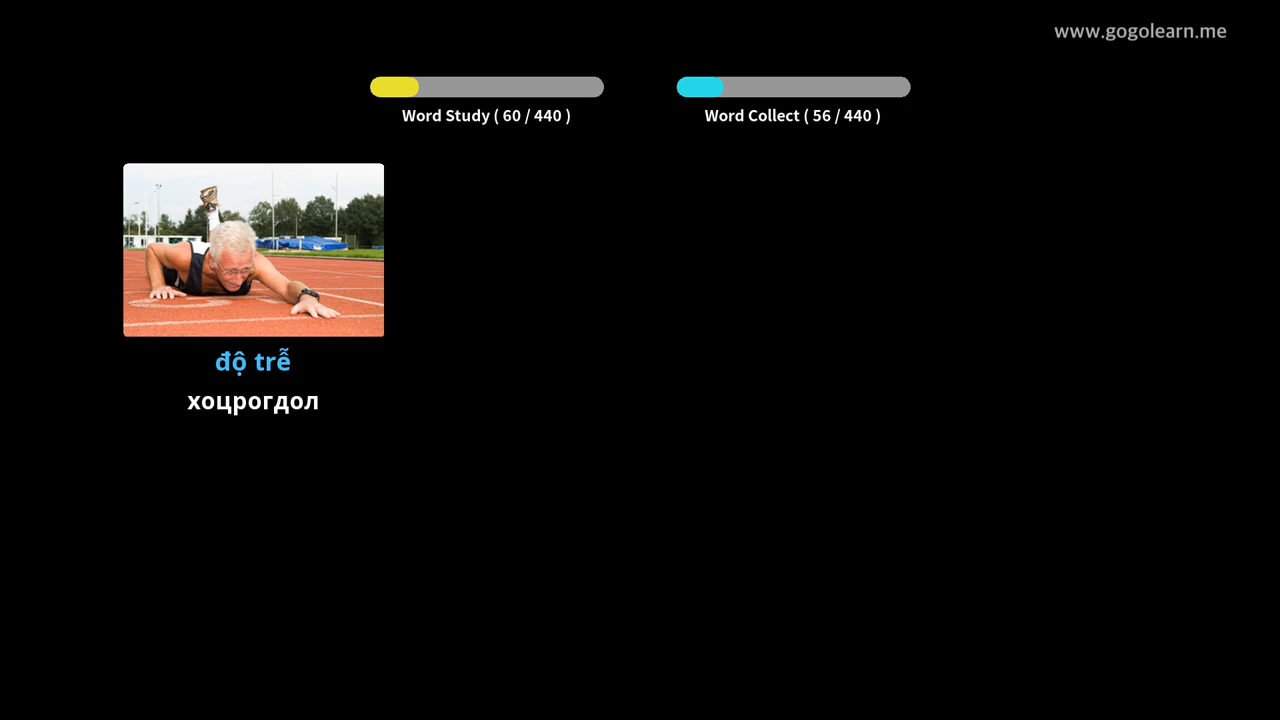 www.gogolearn.me
Word Study ( 60 / 440 )
Word Collect ( 56 / 440 )
độ trễ
хоцрогдол